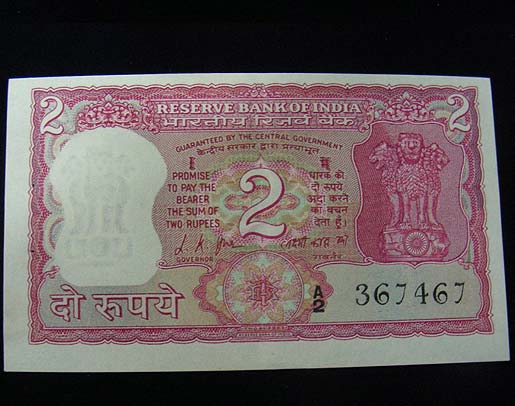 2
RESERVE BANK OF INDIA
भारतीय रिज़र्व बैंक
2
GUARANTEED BY THE CENTRAL GOVERNMENT
केन्द्रीय सरकार द्वारा प्रत्याभूत
I PROMISE
TO PAY THE
BEARER
THE SUM OF
TWO RUPEES
2
मैं
धारक को
दो रुपये
अदा करने
का वचन
देता हूँ।
GOVERNOR
गवर्नर
दो रुपये
A/2 367467